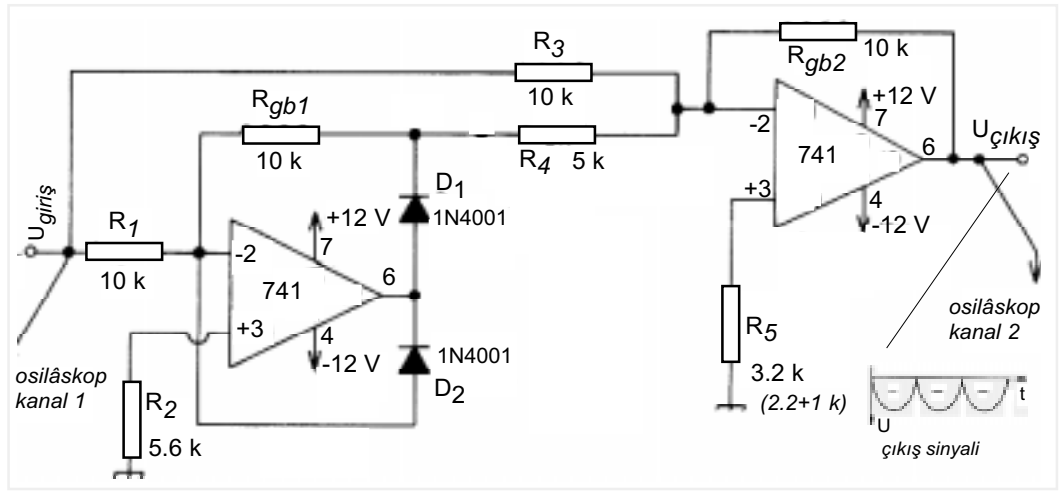 R3
10 k
Rgb2
10 k
Rgb1
10 k
R4 5 k
+12 V
7
-2
741
6
Uçıkış
+3
4
-12 V
Ugiriş
R1
10 k
D1
1N4001
+12 V
7
-2
741
6
+3
4
-12 V
1N4001
D2
osilâskop
kanal 1
R2
5.6 k
R5
3.2 k
(2.2+1 k)
osilâskop
kanal 2
t
U
çıkış sinyali